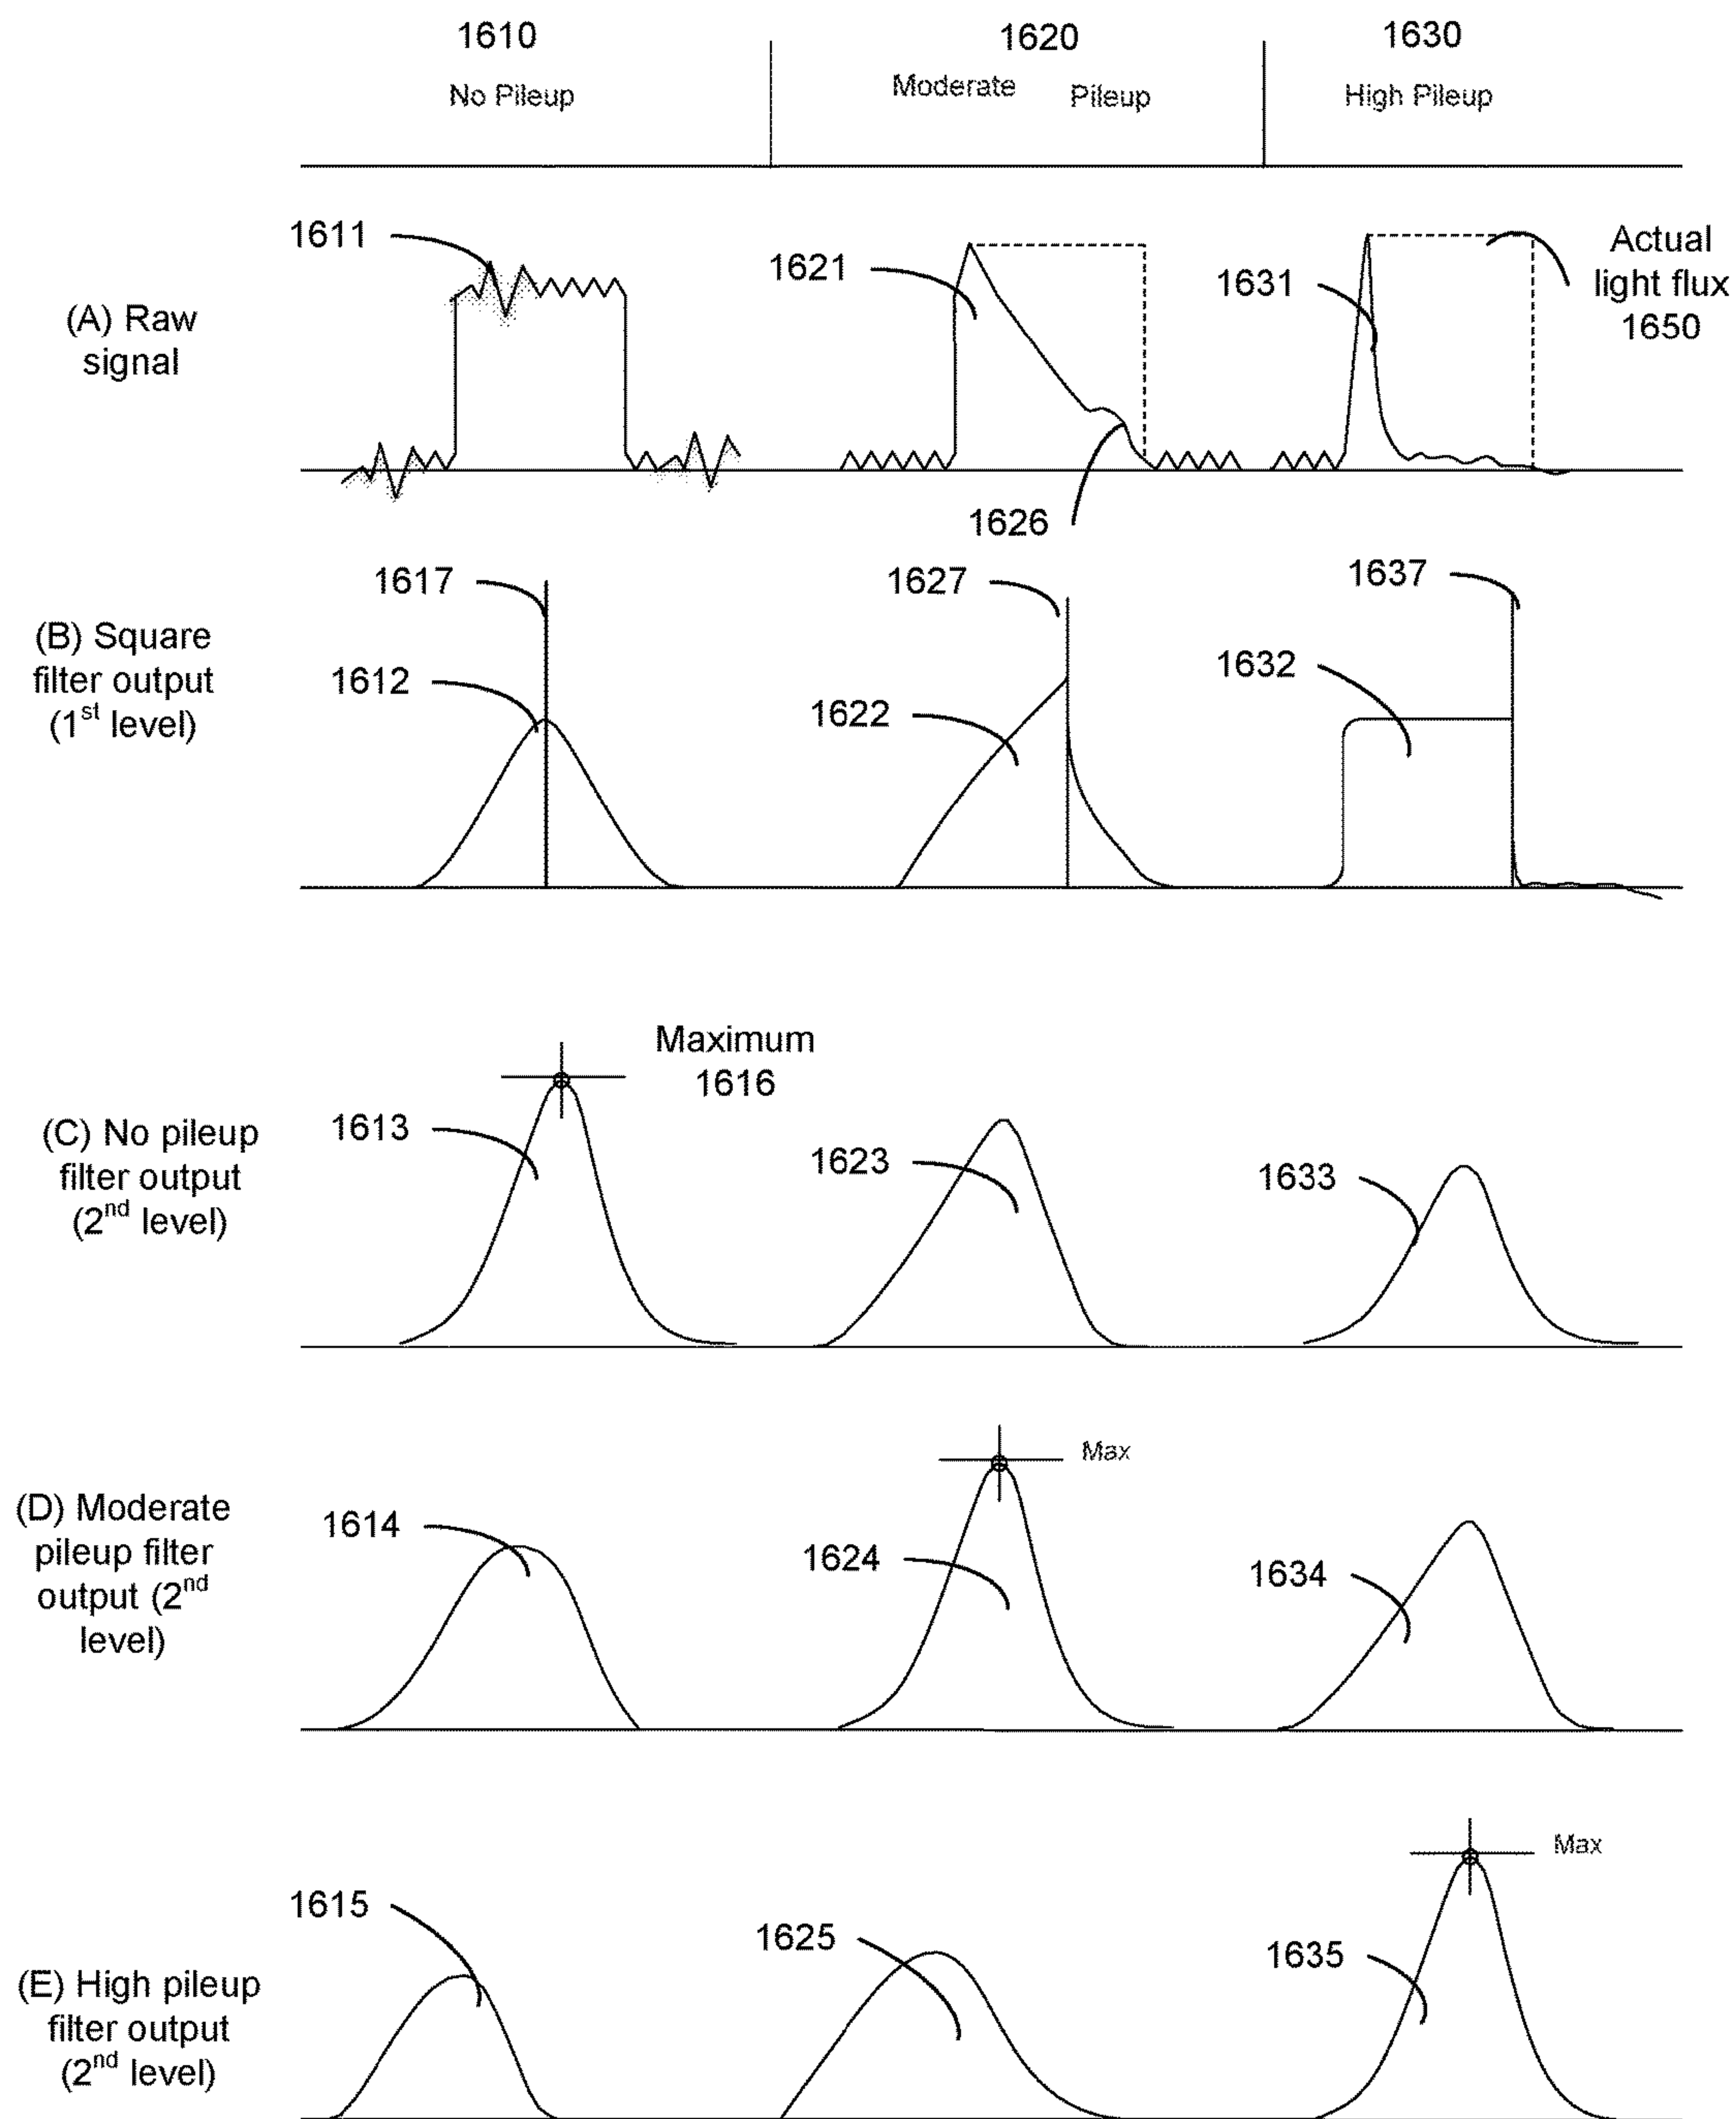 1610
1620
1630
No Pileup
Moderate Pileup
High Pileup
1611
1621
1631
Actual
light flux
1650
(A) Raw
signal
1626
1617
1627
1637
(B) Square
filter output
(1st level)
1612
1622
1632
Maximum
1616
(C) No pileup
filter output
(2nd level)
1613
1623
1633
Max
(D) Moderate
pileup filter
output (2nd
level)
1614
1624
1634
Max
1615
1625
1635
(E) High pileup
filter output
(2nd level)